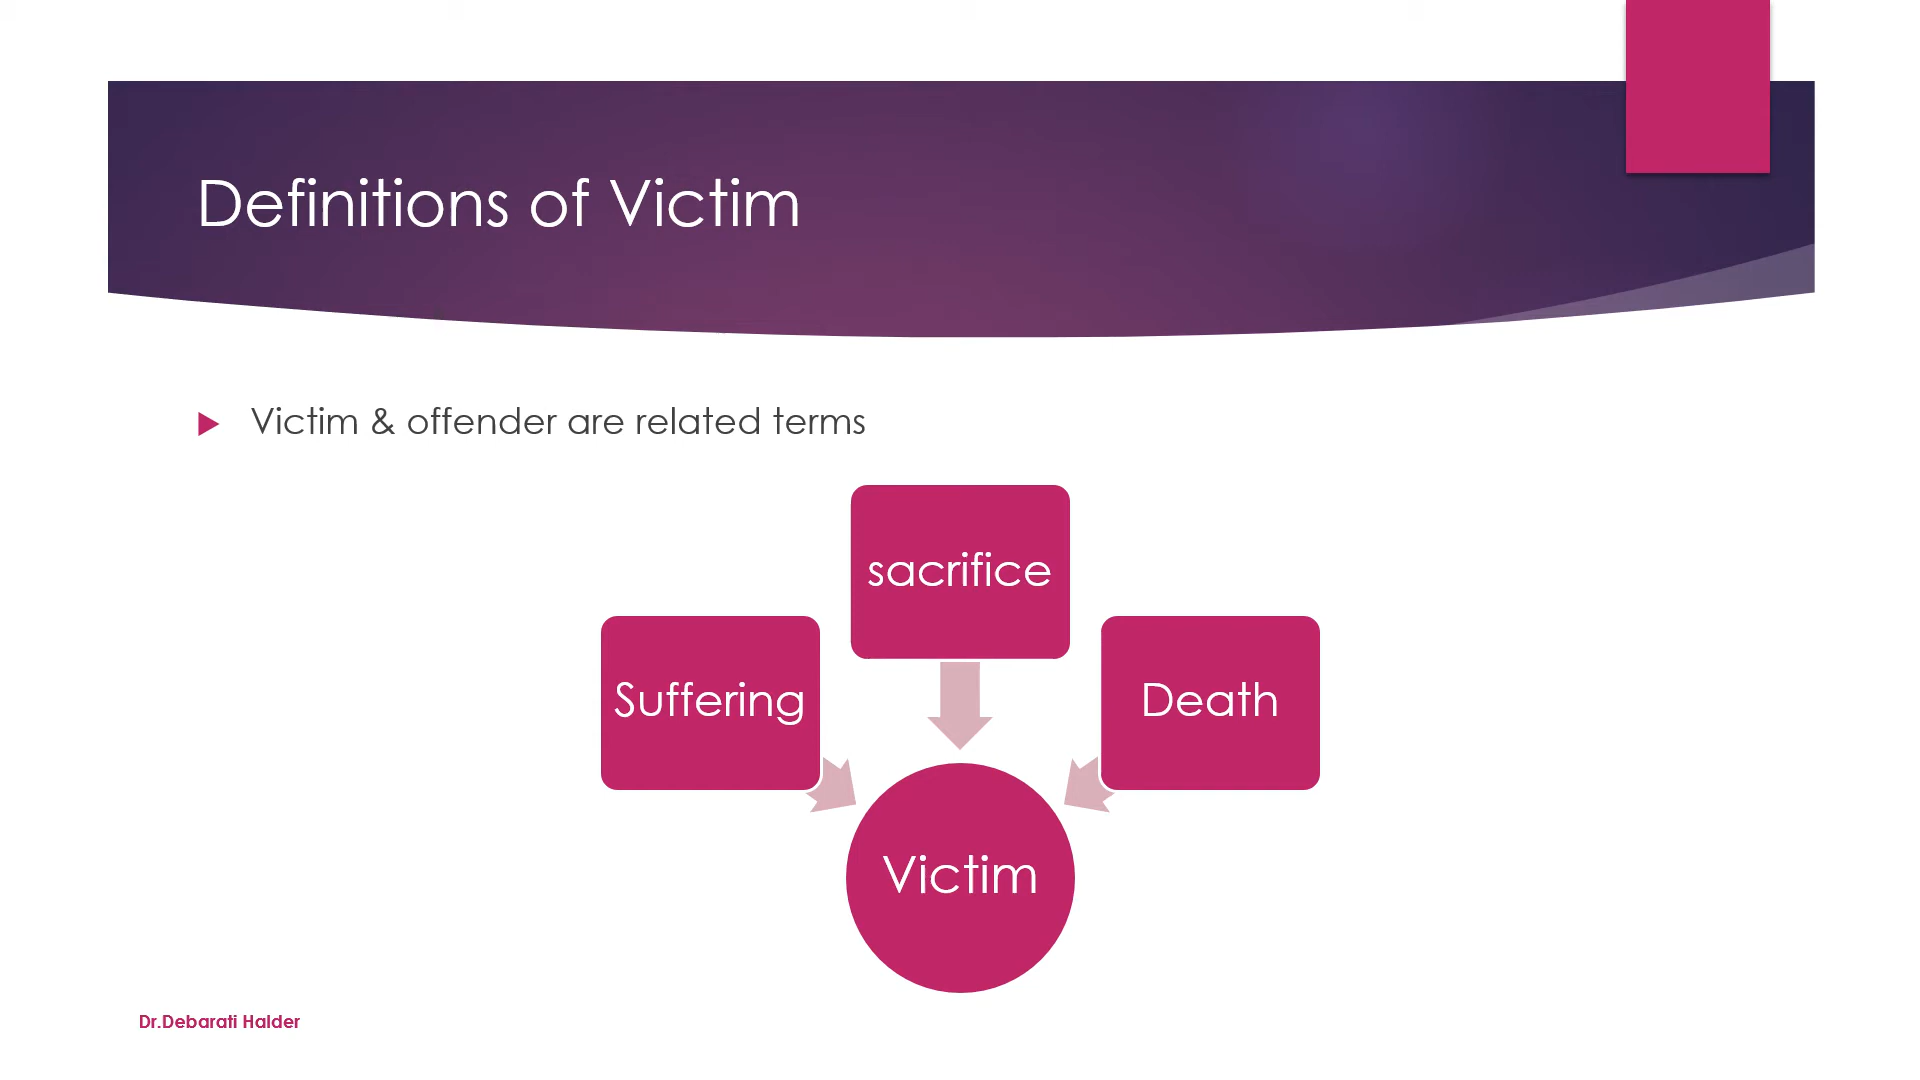 Definitions of Victim
Victim & offender are related terms
sacrifice
Suffering
Death
Victim
Dr.Debarati Halder